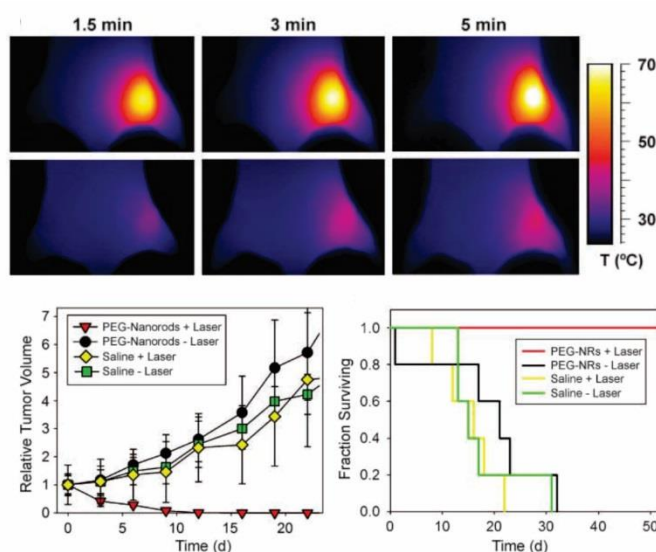 1.5 min 3 min 5 min
70
60
50
40
30
T (ºC)
7
6
5
4
3
2
1
0
Relative Tumor Volume
PEG-Nanorods + Laser
PEG-Nanorods - Laser
Saline + Laser
Saline - Laser
0 5 10 15 20
Time (d)
1.0
0.8
0.6
0.4
0.2
0.0
Fraction Surviving
PEG-NRs + Laser
PEG-NRs - Laser
Saline + Laser
Saline - Laser
0 10 20 30 40 50
Time (d)